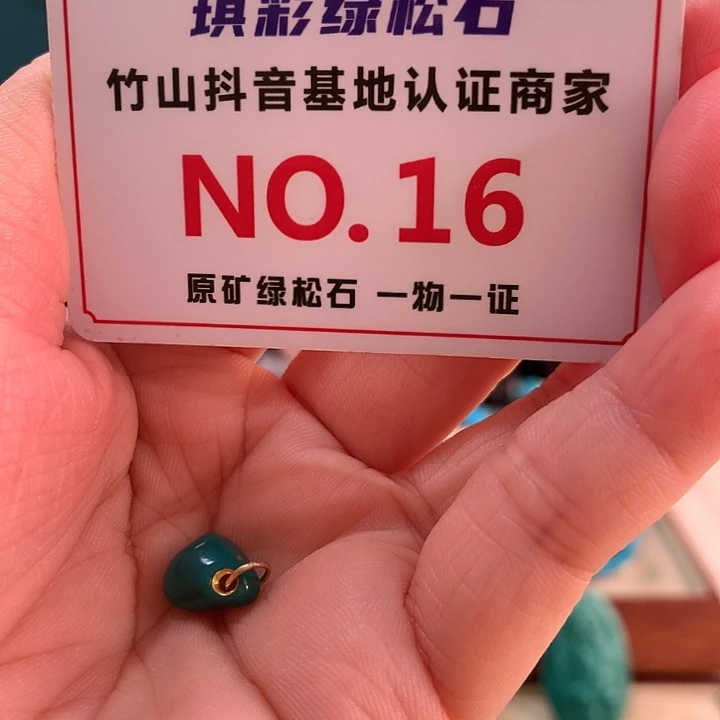 琪彩绿松石
竹山抖音基地认证商家
NO.16
原矿绿松石 一物一证